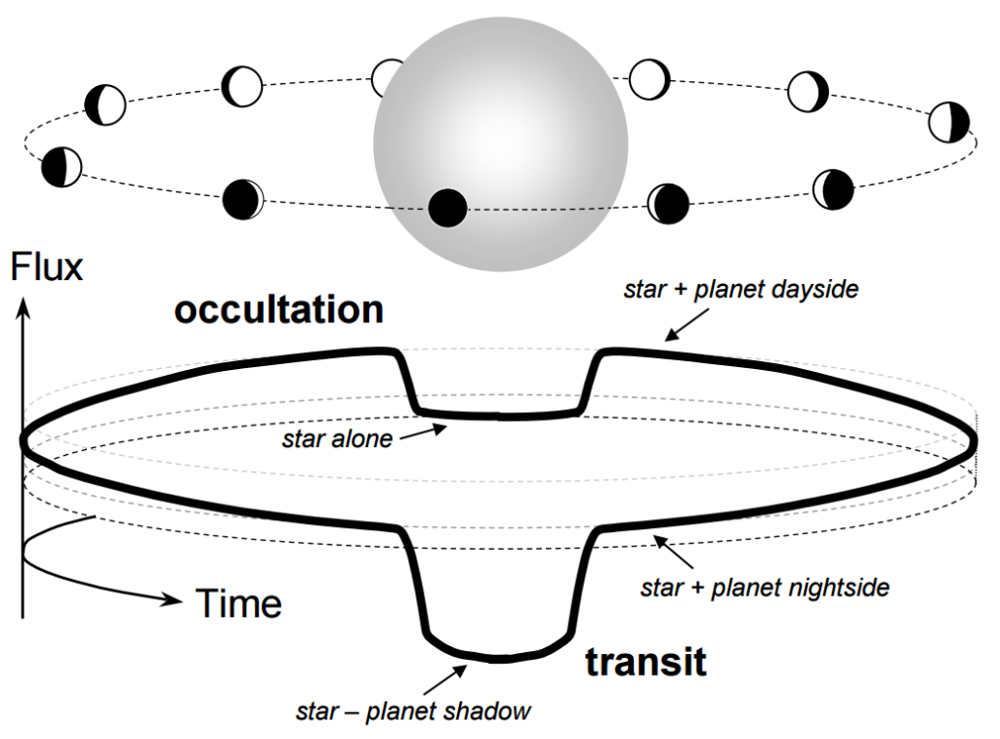 Flux
occultation
star + planet dayside
star alone
star + planet nightside
Time
transit
star – planet shadow